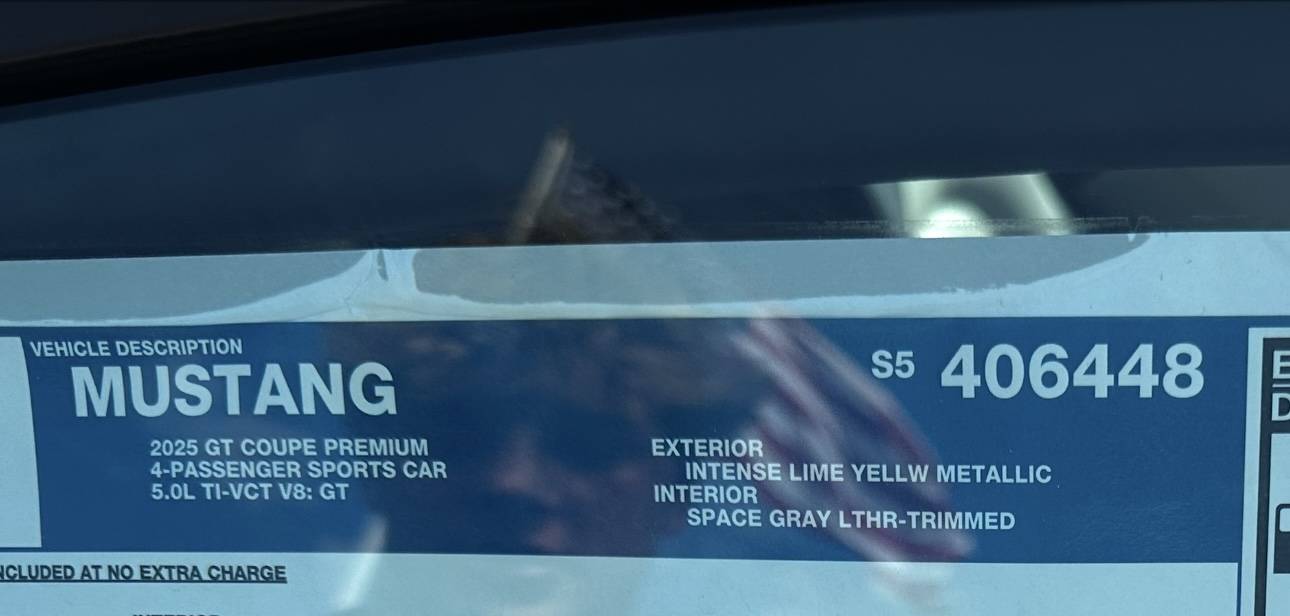 VEHICLE DESCRIPTION
MUSTANG
S5 406448
2025 GT COUPE PREMIUM
4-PASSENGER SPORTS CAR
5.0L TI-VCT V8: GT
EXTERIOR
INTENSE LIME YELLW METALLIC
INTERIOR
SPACE GRAY LTHR-TRIMMED
AT NO EXTRA CHARGE